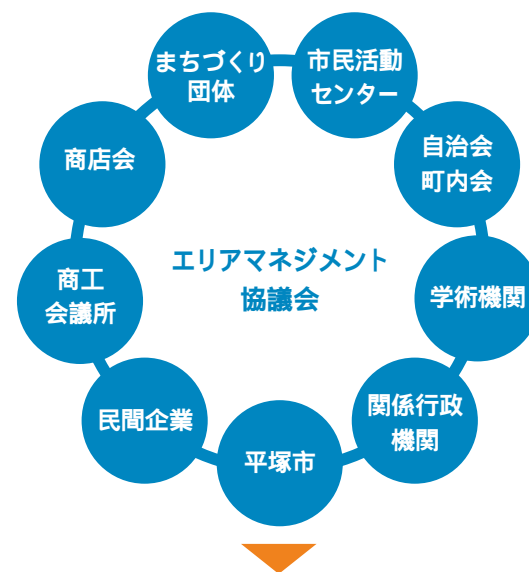 まちづくり
団体
市民活動
センター
商店会
自治会
町内会
エリアマネジメント
協議会
商工
会議所
学術機関
民間企業
関係行政
機関
平塚市